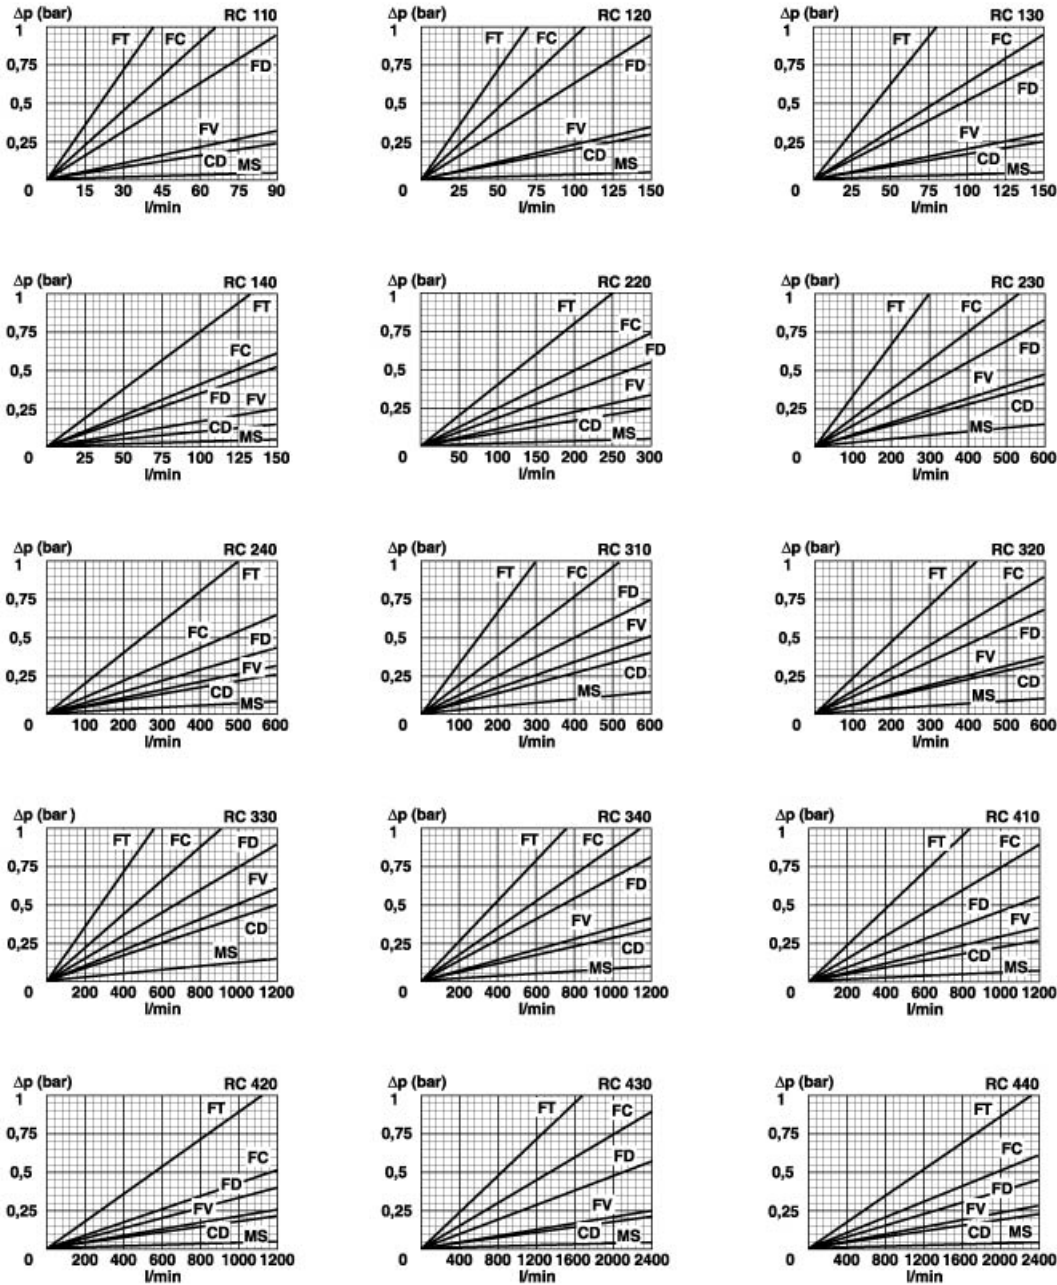 Δp (bar) RC 110 Δp (bar) RC 120 Δp (bar) RC 130
1 FT FC 1 FT FC 1 FT FC
0,75 FD 0,75 FD 0,75 FD
0,5 0,5 0,5
0,25 FV 0,25 FV 0,25 FV
CD MS CD MS CD MS
0 15 30 45 60 75 90 0 25 50 75 100 125 150 0 25 50 75 100 125 150
l/min l/min l/min
Δp (bar) RC 140 Δp (bar) RC 220 Δp (bar) RC 230
1 FT 1 FT FC 1 FT FC
0,75 0,75 FD 0,75 FD
0,5 FC 0,5 0,5
0,25 FD FV 0,25 FV 0,25 FV CD
CD MS CD MS MS
0 25 50 75 100 125 150 0 50 100 150 200 250 300 0 100 200 300 400 500 600
l/min l/min l/min
Δp (bar) RC 240 Δp (bar) RC 310 Δp (bar) RC 320
1 FT 1 FT FC FD 1 FT FC
0,75 0,75 0,75
0,5 FC FD 0,5 FV 0,5 FD
0,25 FV 0,25 CD 0,25 FV
CD MS MS CD MS
0 100 200 300 400 500 600 0 100 200 300 400 500 600 0 100 200 300 400 500 600
l/min l/min l/min
Δp (bar ) RC 330 Δp (bar) RC 340 Δp (bar) RC 410
1 FT FC FD 1 FT FC 1 FT FC
0,75 FV 0,75 FD 0,75
0,5 CD 0,5 FV 0,5 FD FV
0,25 MS 0,25 CD 0,25 CD
MS MS
0 200 400 600 800 1000 1200 0 200 400 600 800 1000 1200 0 200 400 1200 800 1000 1200
l/min l/min l/min
Δp (bar) RC 420 Δp (bar) RC 430 Δp (bar) RC 440
1 FT 1 FT FC 1 FT
0,75 FC 0,75 FD 0,75 FC
0,5 FD 0,5 0,5 FD
0,25 FV 0,25 FV 0,25 FV
CD MS CD MS CD MS
0 200 400 600 800 1000 1200 0 400 800 1200 1600 2000 2400 0 400 800 1200 1600 2000 2400
l/min l/min l/min